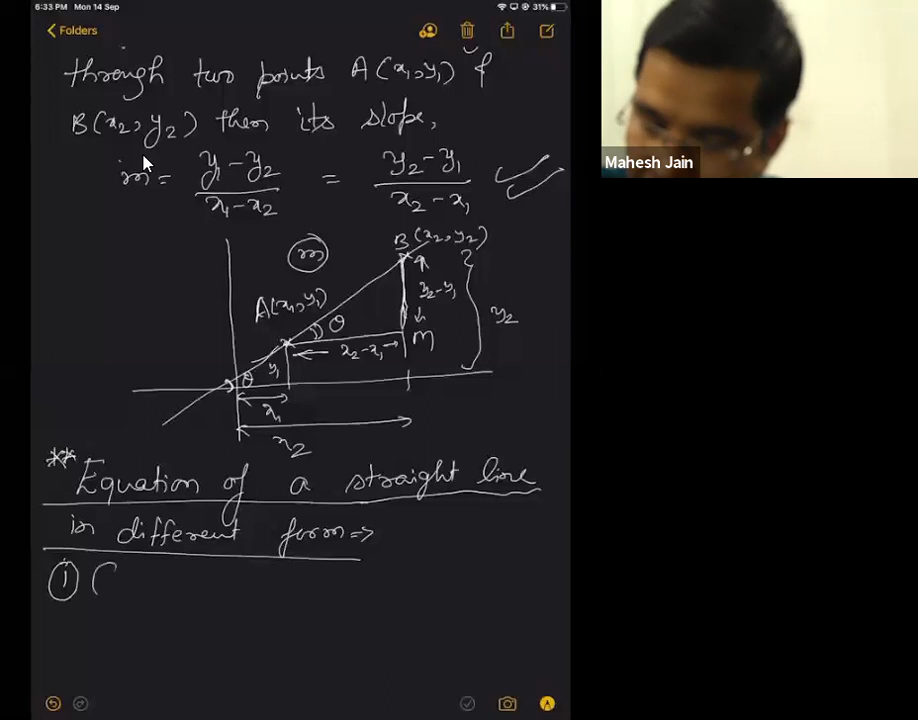 6:33 PM Mon 14 Sep
31%
Folders
through two points A(x₁, y₁) &
B(x₂, y₂) then its slope,
m = (y₁ - y₂)/(x₁ - x₂) = (y₂ - y₁)/(x₂ - x₁)
m
B(x₂, y₂)
A(x₁, y₁)
θ
y₂ - y₁
y₂
M
x₂ - x₁
y₁
θ
x₁
x₂
** Equation of a straight line
in different form ⇒
① (
Mahesh Jain